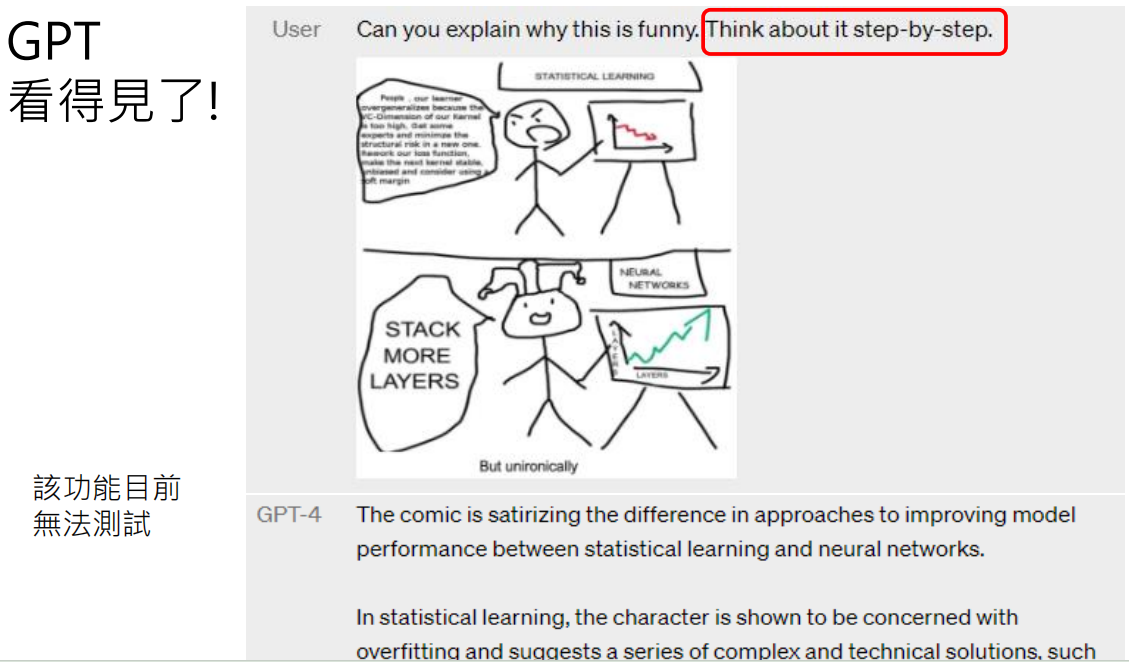 GPT
看得見了!
該功能目前
無法測試
User
Can you explain why this is funny. Think about it step-by-step.
STATISTICAL LEARNING
People , our learner
overgeneralizes because the
VC-Dimension of our Kernel
is too high, Get some
experts and minimize the
structural risk in a new one.
Rework our loss function,
make the next kernel stable,
unbiased and consider using a
soft margin
NEURAL
NETWORKS
STACK
MORE
LAYERS
LAYERS
LAYERS
But unironically
GPT-4
The comic is satirizing the difference in approaches to improving model
performance between statistical learning and neural networks.
In statistical learning, the character is shown to be concerned with
overfitting and suggests a series of complex and technical solutions, such